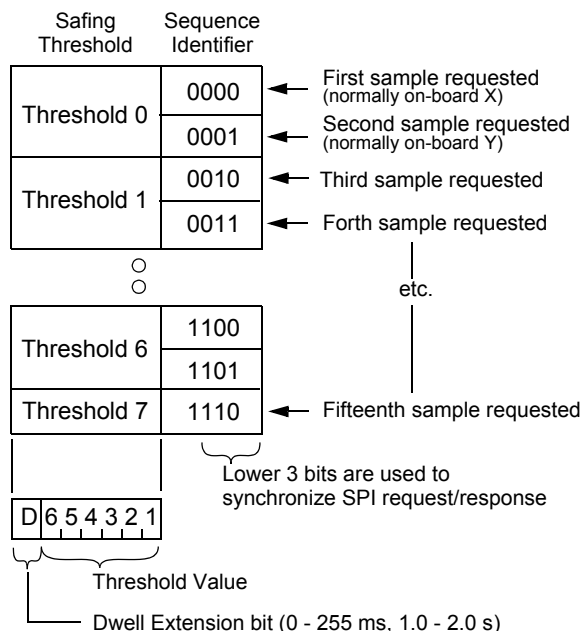 Safing Threshold
Sequence Identifier
Threshold 0
0000
First sample requested
(normally on-board X)
0001
Second sample requested
(normally on-board Y)
Threshold 1
0010
Third sample requested
0011
Forth sample requested
etc.
Threshold 6
1100
1101
Threshold 7
1110
Fifteenth sample requested
Lower 3 bits are used to
synchronize SPI request/response
D 6 5 4 3 2 1
Threshold Value
Dwell Extension bit (0 - 255 ms, 1.0 - 2.0 s)